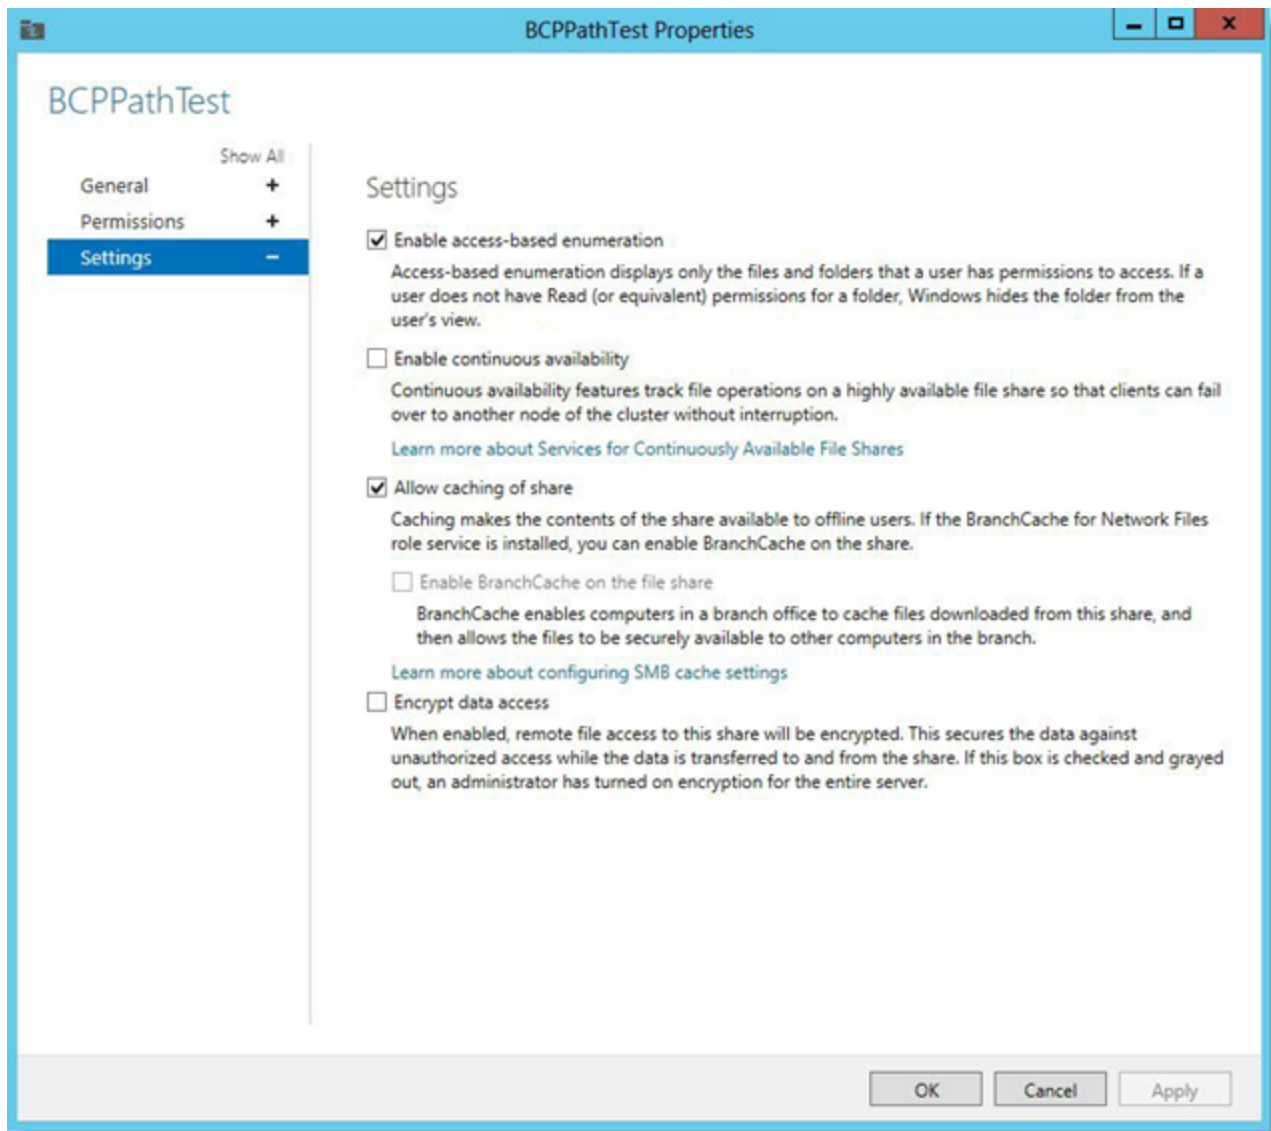 BCPPathTest Properties
BCPPathTest
Show All
General
Permissions
Settings
Settings
Enable access-based enumeration
Access-based enumeration displays only the files and folders that a user has permissions to access. If a
user does not have Read (or equivalent) permissions for a folder, Windows hides the folder from the
user's view.
Enable continuous availability
Continuous availability features track file operations on a highly available file share so that clients can fail
over to another node of the cluster without interruption.
Learn more about Services for Continuously Available File Shares
Allow caching of share
Caching makes the contents of the share available to offline users. If the BranchCache for Network Files
role service is installed, you can enable BranchCache on the share.
Enable BranchCache on the file share
BranchCache enables computers in a branch office to cache files downloaded from this share, and
then allows the files to be securely available to other computers in the branch.
Learn more about configuring SMB cache settings
Encrypt data access
When enabled, remote file access to this share will be encrypted. This secures the data against
unauthorized access while the data is transferred to and from the share. If this box is checked and grayed
out, an administrator has turned on encryption for the entire server.
OK Cancel Apply